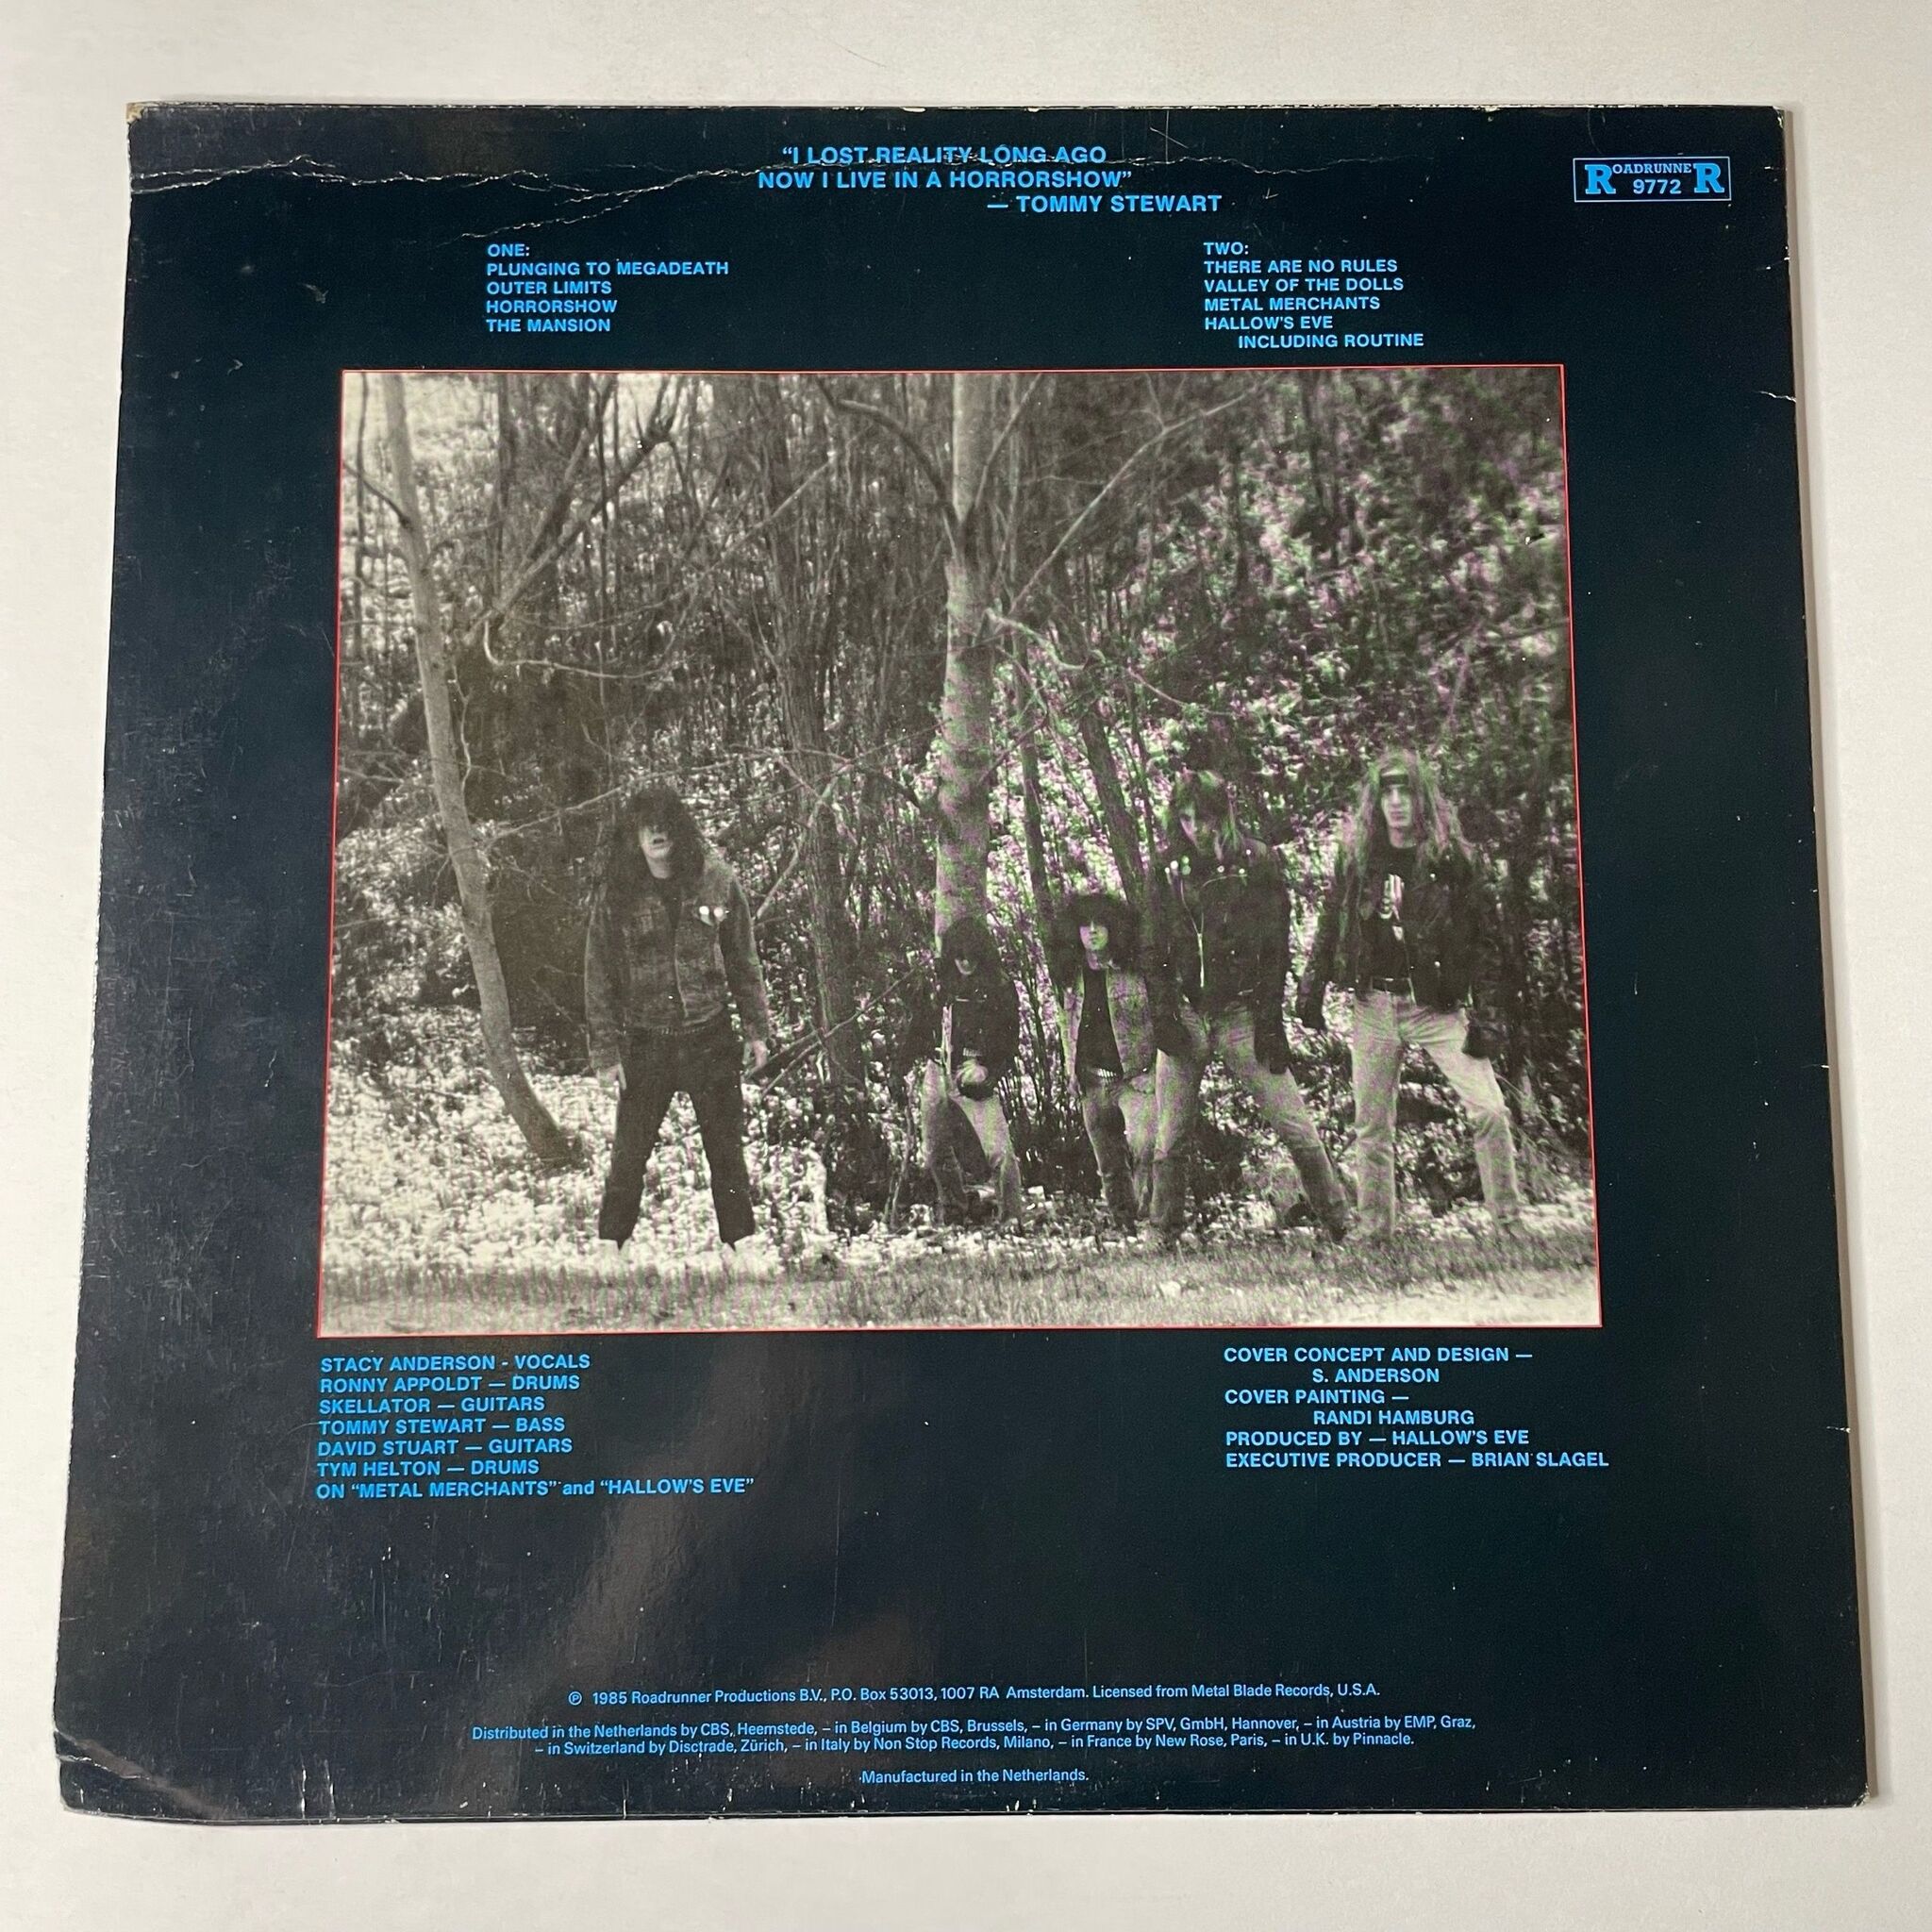 “I LOST REALITY LONG AGO
NOW I LIVE IN A HORRORSHOW”
— TOMMY STEWART
ROADRUNNER
9772
ONE:
PLUNGING TO MEGADEATH
OUTER LIMITS
HORRORSHOW
THE MANSION
TWO:
THERE ARE NO RULES
VALLEY OF THE DOLLS
METAL MERCHANTS
HALLOW'S EVE
INCLUDING ROUTINE
STACY ANDERSON - VOCALS
RONNY APPOLDT — DRUMS
SKELLATOR — GUITARS
TOMMY STEWART — BASS
DAVID STUART — GUITARS
TYM HELTON — DRUMS
ON “METAL MERCHANTS” and “HALLOW'S EVE”
COVER CONCEPT AND DESIGN —
S. ANDERSON
COVER PAINTING —
RANDI HAMBURG
PRODUCED BY — HALLOW'S EVE
EXECUTIVE PRODUCER — BRIAN SLAGEL
℗ 1985 Roadrunner Productions B.V., P.O. Box 53013, 1007 RA Amsterdam. Licensed from Metal Blade Records, U.S.A.
Distributed in the Netherlands by CBS, Heemstede, – in Belgium by CBS, Brussels, – in Germany by SPV, GmbH, Hannover, – in Austria by EMP, Graz,
– in Switzerland by Disctrade, Zürich, – in Italy by Non Stop Records, Milano, – in France by New Rose, Paris, – in U.K. by Pinnacle.
Manufactured in the Netherlands.